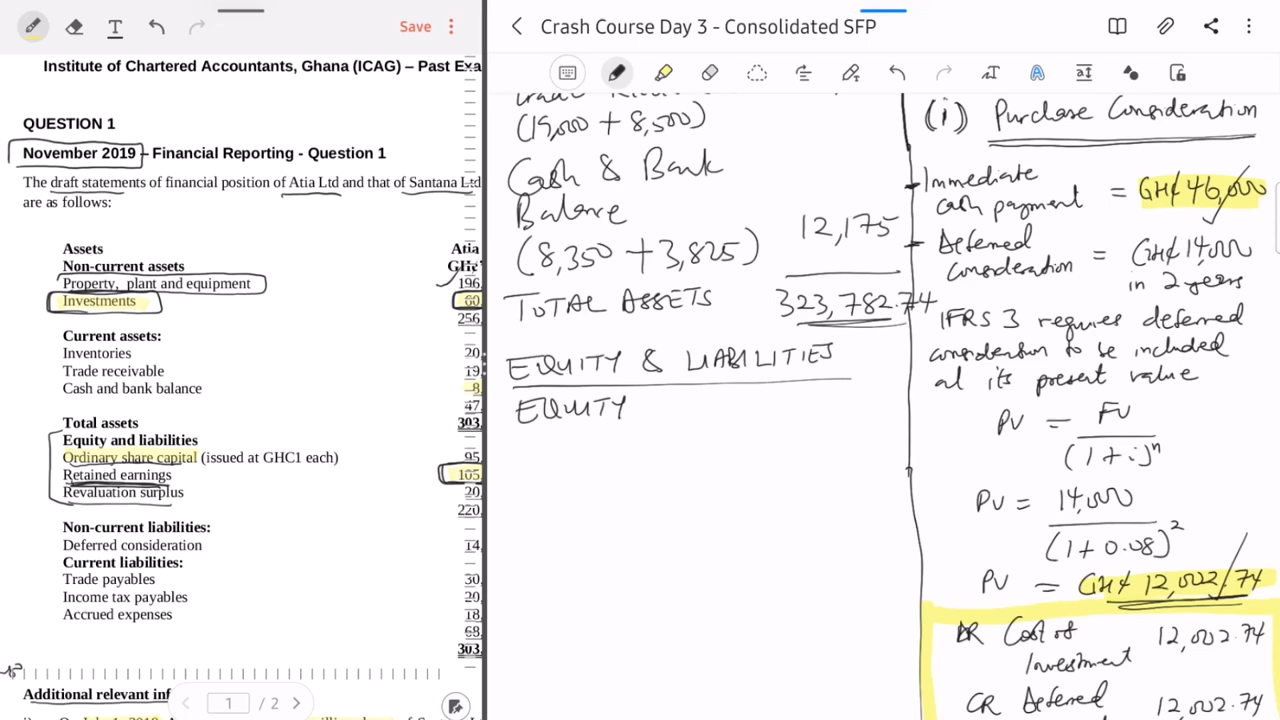 Save
Institute of Chartered Accountants, Ghana (ICAG) – Past Exa
QUESTION 1
November 2019 – Financial Reporting - Question 1
The draft statements of financial position of Atia Ltd and that of Santana Ltd
are as follows:
Assets Atia
Non-current assets GH¢'
Property, plant and equipment 196,
Investments 60,
256,
Current assets:
Inventories 20,
Trade receivable 19,
Cash and bank balance 8,
47,
Total assets 303,
Equity and liabilities
Ordinary share capital (issued at GHC1 each) 95,
Retained earnings 105,
Revaluation surplus 20,
220,
Non-current liabilities:
Deferred consideration 14,
Current liabilities:
Trade payables 30,
Income tax payables 20,
Accrued expenses 18,
68,
303,
Additional relevant inf
1 / 2
Crash Course Day 3 - Consolidated SFP
(19,000 + 8,500)
Cash & Bank
Balance
(8,350 + 3,825) 12,175
TOTAL ASSETS 323,782.74
EQUITY & LIABILITIES
EQUITY
(i) Purchase Consideration
- Immediate
cash payment = GH¢ 46,000
- Deferred
consideration = GH¢ 14,000
in 2 years
IFRS 3 requires deferred
consideration to be included
at its present value
PV = FV
(1 + i)ⁿ
PV = 14,000
(1 + 0.08)²
PV = GH¢ 12,002.74
DR Cost of 12,002.74
Investment
CR Deferred 12,002.74